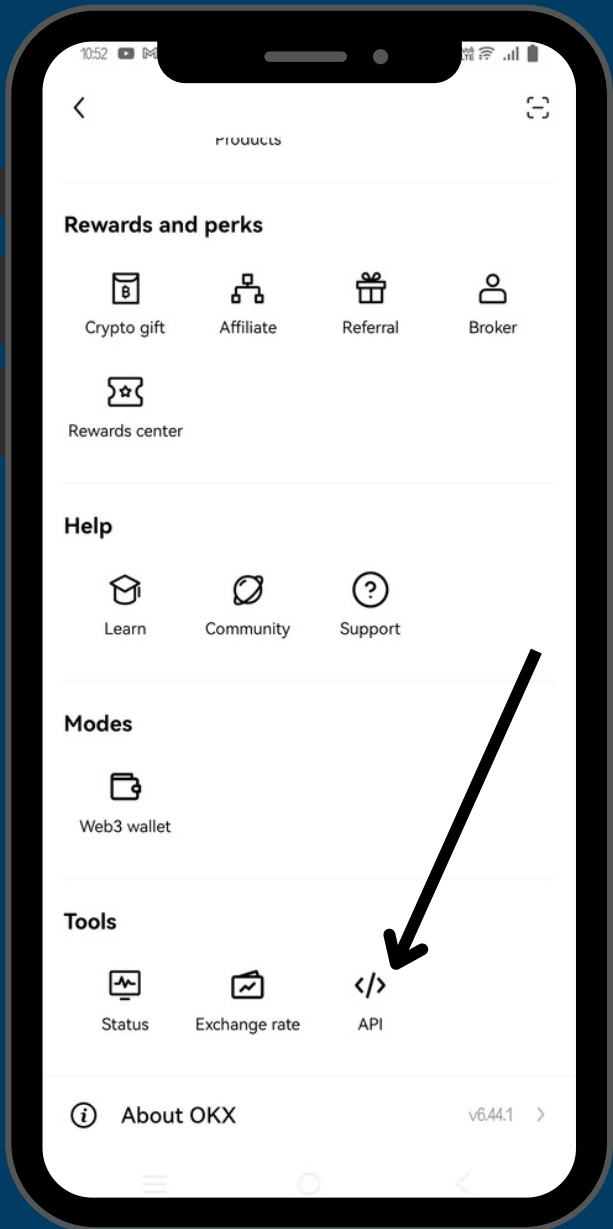 10:52
Products
Rewards and perks
Crypto gift Affiliate Referral Broker
Rewards center
Help
Learn Community Support
Modes
Web3 wallet
Tools
Status Exchange rate API
About OKX v6.44.1